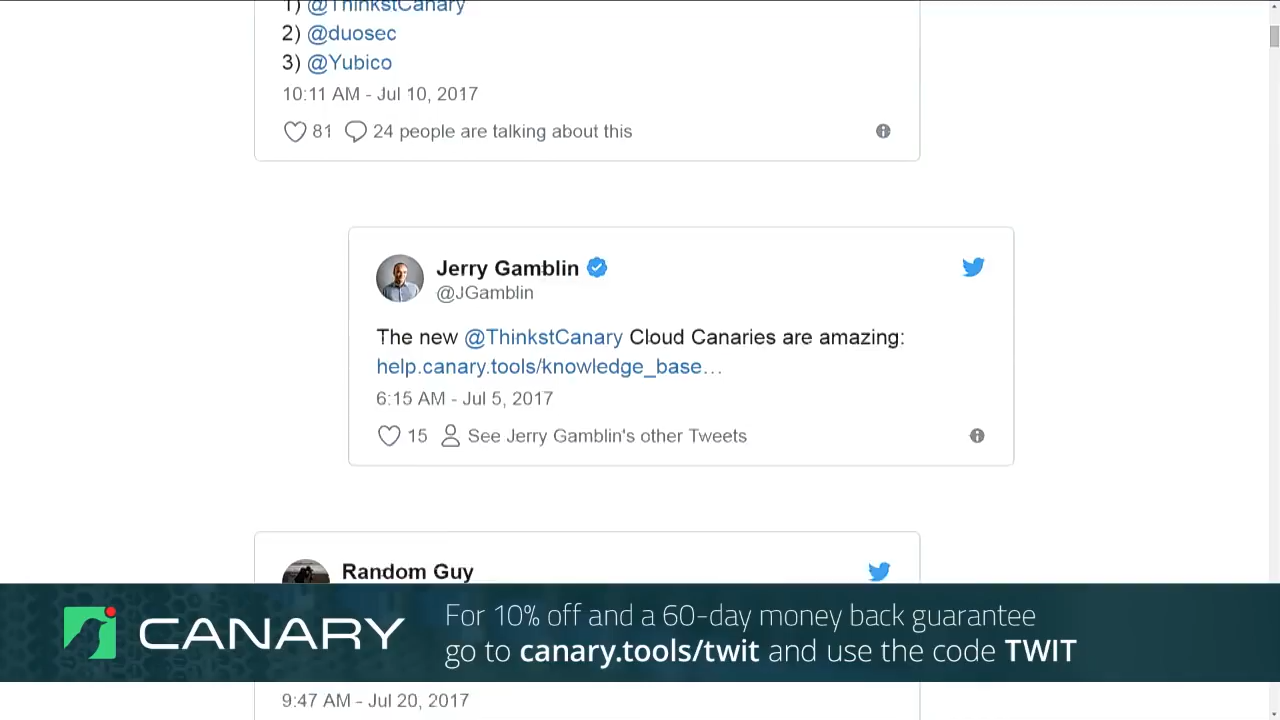 1) @ThinkstCanary
2) @duosec
3) @Yubico
10:11 AM - Jul 10, 2017
81 24 people are talking about this
Jerry Gamblin
@JGamblin
The new @ThinkstCanary Cloud Canaries are amazing:
help.canary.tools/knowledge_base…
6:15 AM - Jul 5, 2017
15 See Jerry Gamblin's other Tweets
Random Guy
CANARY
For 10% off and a 60-day money back guarantee
go to canary.tools/twit and use the code TWIT
9:47 AM - Jul 20, 2017